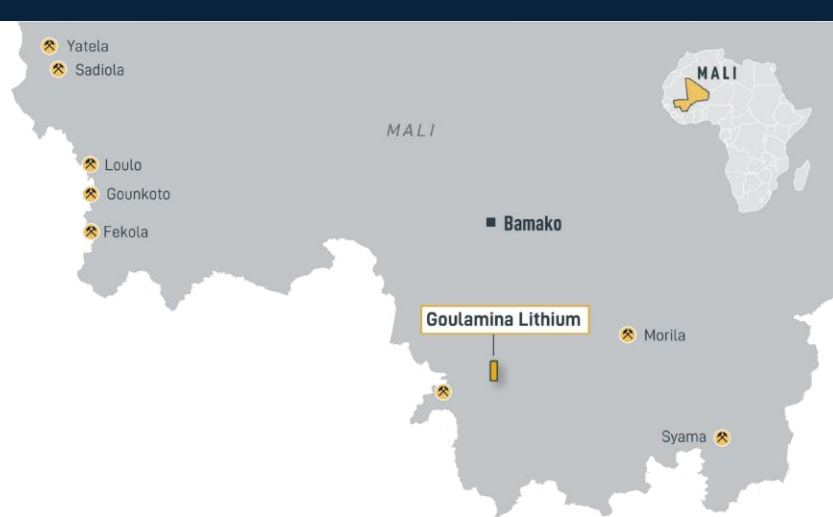 Yatela
MALI
Sadiola
MALI
Loulo
Gounkoto
Bamako
Fekola
Goulamina Lithium
Morila
Syama